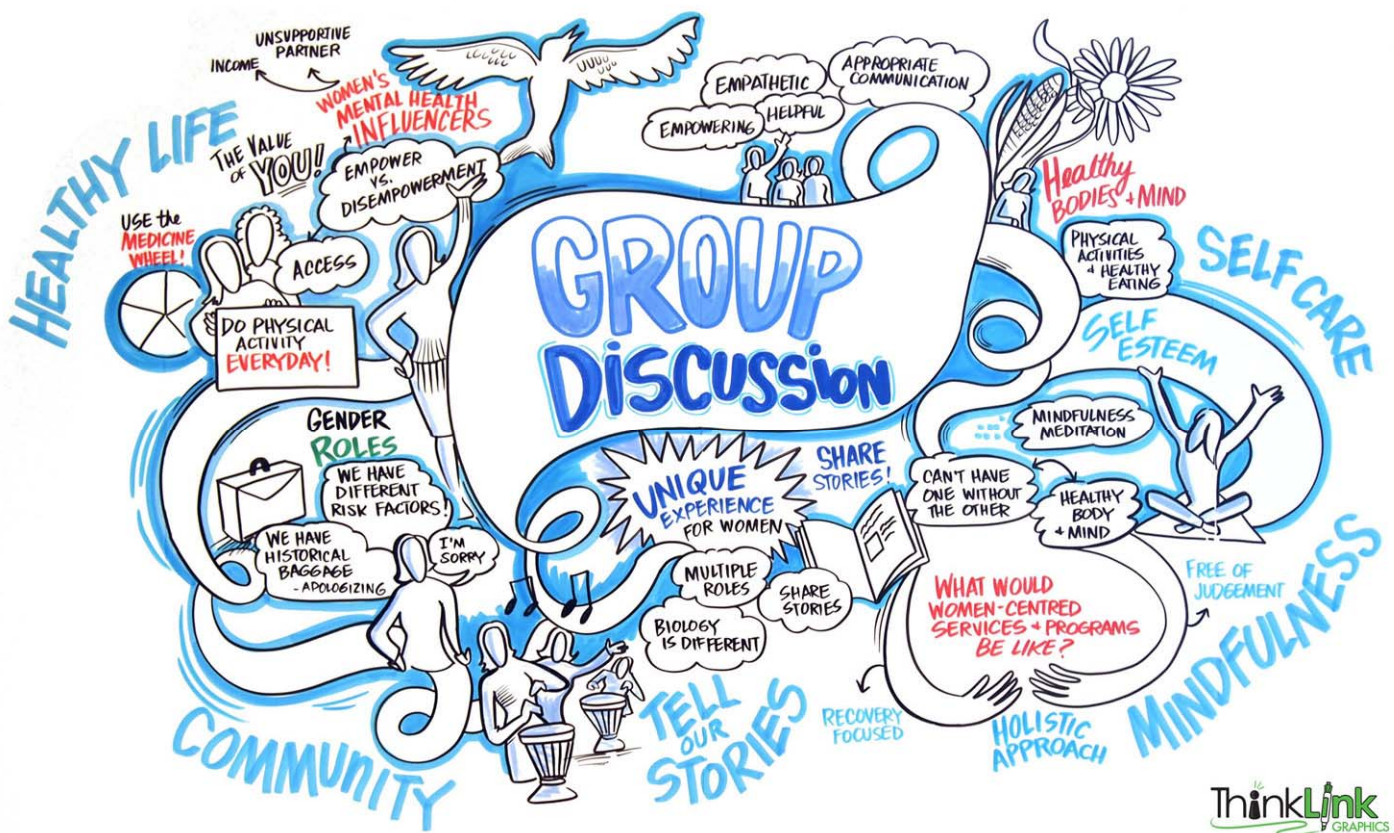 UNSUPPORTIVE
PARTNER
INCOME
WOMEN'S
MENTAL HEALTH
INFLUENCERS
HEALTHY LIFE
THE VALUE
OF YOU!
EMPOWER
VS.
DISEMPOWERMENT
USE the
MEDICINE
WHEEL!
ACCESS
DO PHYSICAL
ACTIVITY
EVERYDAY!
GENDER
ROLES
WE HAVE
DIFFERENT
RISK FACTORS!
WE HAVE
HISTORICAL
BAGGAGE
- APOLOGIZING
I'M
SORRY
COMMUNITY
EMPATHETIC
APPROPRIATE
COMMUNICATION
EMPOWERING
HELPFUL
GROUP
DISCUSSION
UNIQUE
EXPERIENCE
FOR WOMEN
SHARE
STORIES!
MULTIPLE
ROLES
SHARE
STORIES
BIOLOGY
IS DIFFERENT
TELL
OUR
STORIES
Healthy
BODIES + MIND
PHYSICAL
ACTIVITIES
+ HEALTHY
EATING
SELF CARE
SELF
ESTEEM
MINDFULNESS
MEDITATION
CAN'T HAVE
ONE WITHOUT
THE OTHER
HEALTHY
BODY
+ MIND
WHAT WOULD
WOMEN-CENTRED
SERVICES + PROGRAMS
BE LIKE?
FREE OF
JUDGEMENT
RECOVERY
FOCUSED
HOLISTIC
APPROACH
MINDFULNESS
ThinkLink
GRAPHICS